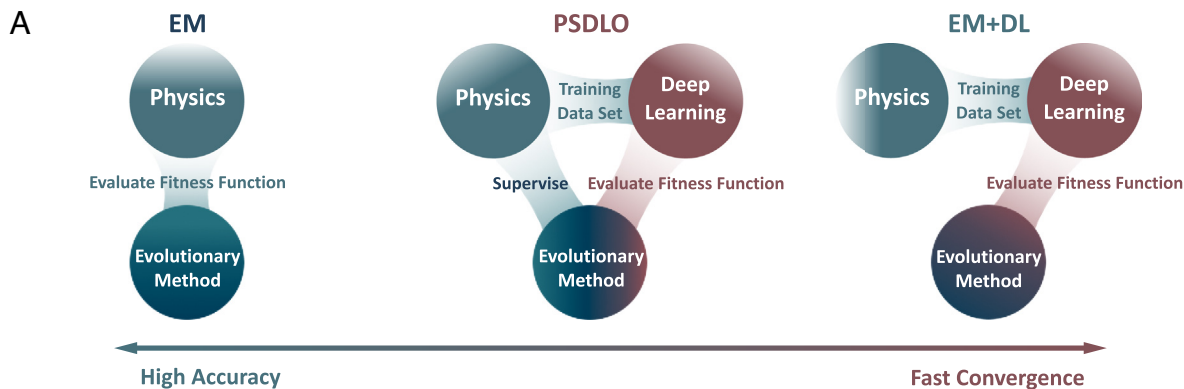 A
EM
PSDLO
EM+DL
Physics
Evaluate Fitness Function
Evolutionary
Method
Physics
Training
Data Set
Deep
Learning
Supervise
Evaluate Fitness Function
Evolutionary
Method
Physics
Training
Data Set
Deep
Learning
Evaluate Fitness Function
Evolutionary
Method
High Accuracy
Fast Convergence